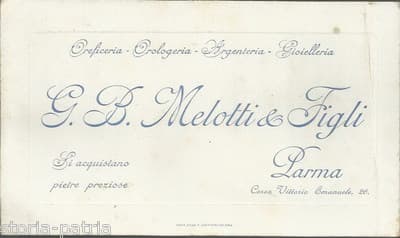 Oreficeria - Orologeria - Argenteria - Gioielleria
G. B. Melotti & Figli
Si acquistano
pietre preziose
Parma
Corso Vittorio Emanuele, 26.
storia-patria